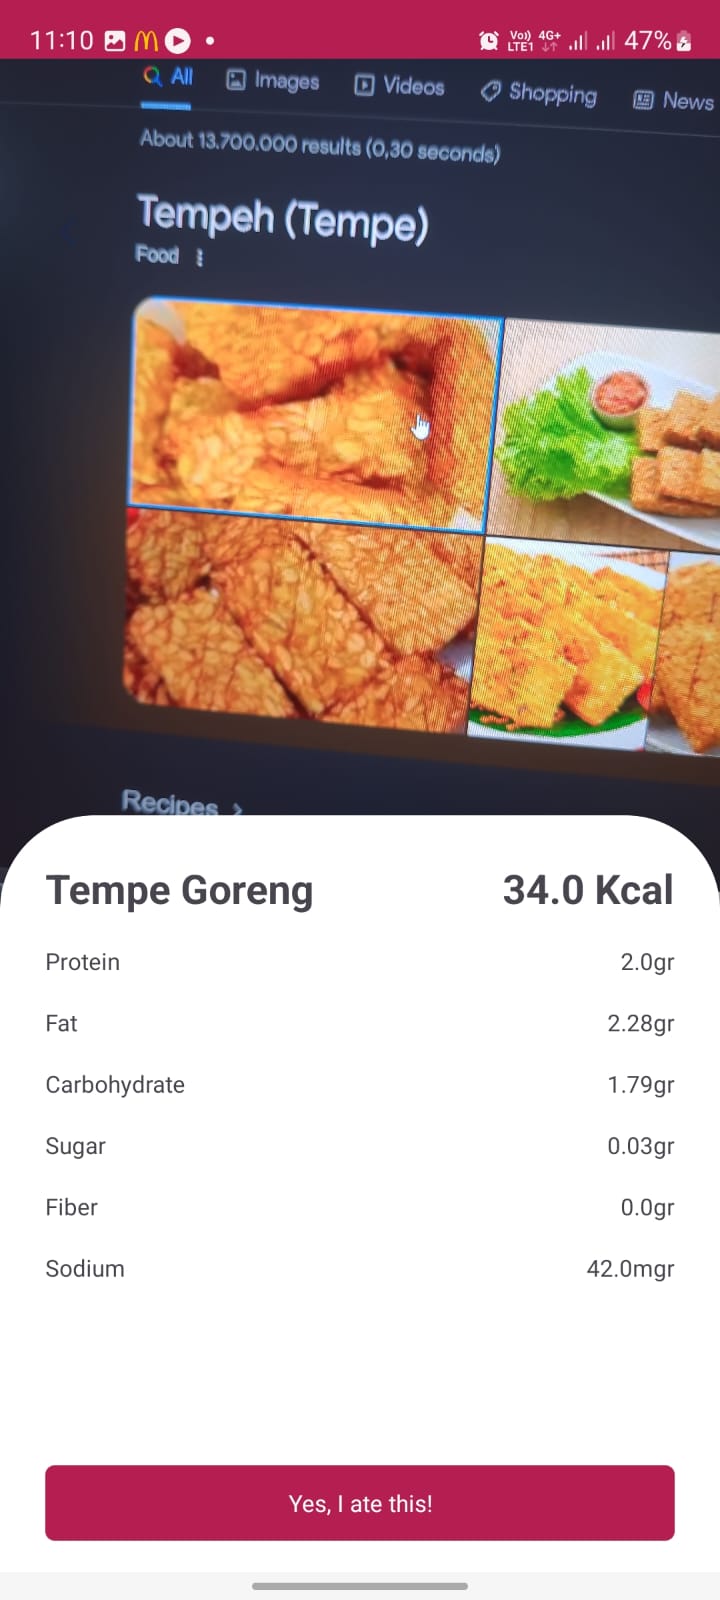 11:10 Vo)) LTE1 4G+ 47%
All Images Videos Shopping News
About 13.700.000 results (0,30 seconds)
Tempeh (Tempe)
Food
Recipes
Tempe Goreng 34.0 Kcal
Protein 2.0gr
Fat 2.28gr
Carbohydrate 1.79gr
Sugar 0.03gr
Fiber 0.0gr
Sodium 42.0mgr
Yes, I ate this!